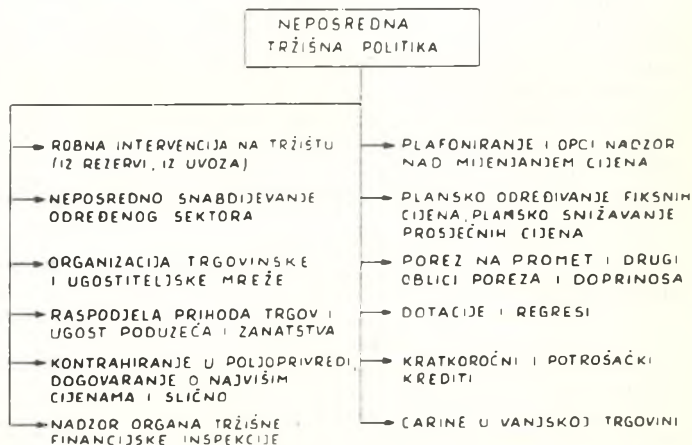 NEPOSREDNA
TRŽIŠNA POLITIKA
ROBNA INTERVENCIJA NA TRŽIŠTU
(IZ REZERVI, IZ UVOZA)
NEPOSREDNO SNABDIJEVANJE
ODREĐENOG SEKTORA
ORGANIZACIJA TRGOVINSKE
I UGOSTITELJSKE MREŽE
RASPODJELA PRIHODA TRGOV I
UGOST PODUZEĆA I ZANATSTVA
KONTRAHIRANJE U POLJOPRIVREDI,
DOGOVARANJE O NAJVIŠIM
CIJENAMA I SLIČNO
NADZOR ORGANA TRŽIŠNE
FINANCIJSKE INSPEKCIJE
PLAFONIRANJE I OPCI NADZOR
NAD MIJENJANJEM CIJENA
PLANSKO ODREĐIVANJE FIKSNIH
CIJENA, PLANSKO SNIŽAVANJE
PROSJEČNIH CIJENA
POREZ NA PROMET I DRUGI
OBLICI POREZA I DOPRINOSA
DOTACIJE I REGRESI
KRATKOROČNI I POTROŠAČKI
KREDITI
CARINE U VANJSKOJ TRGOVINI